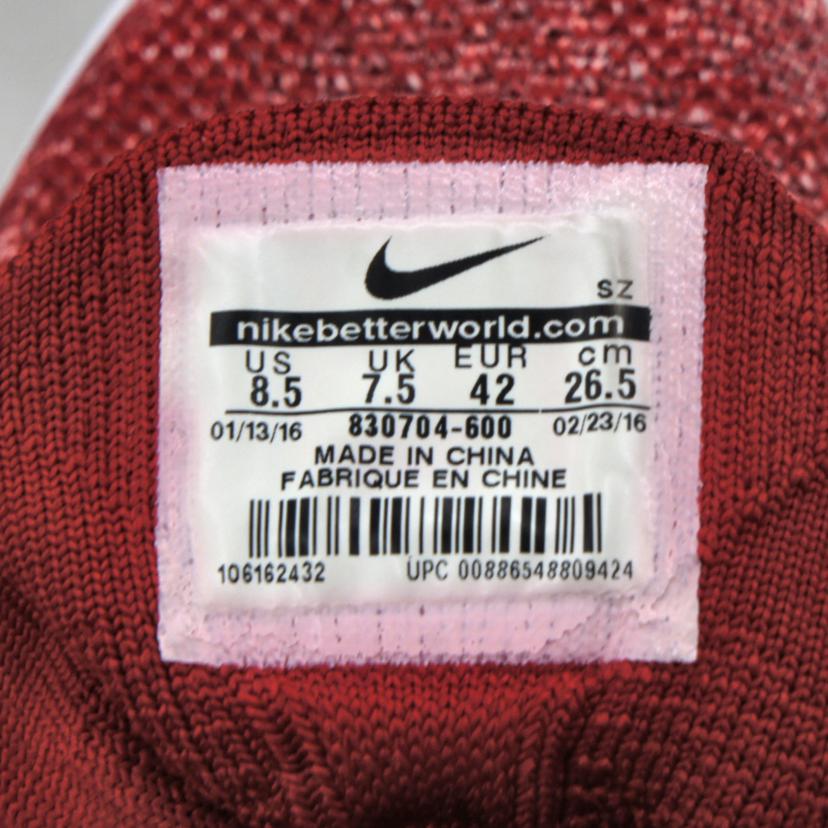 sz
nikebetterworld.com
US UK EUR cm
8.5 7.5 42 26.5
01/13/16 830704-600 02/23/16
MADE IN CHINA
FABRIQUE EN CHINE
106162432 UPC 00886548809424